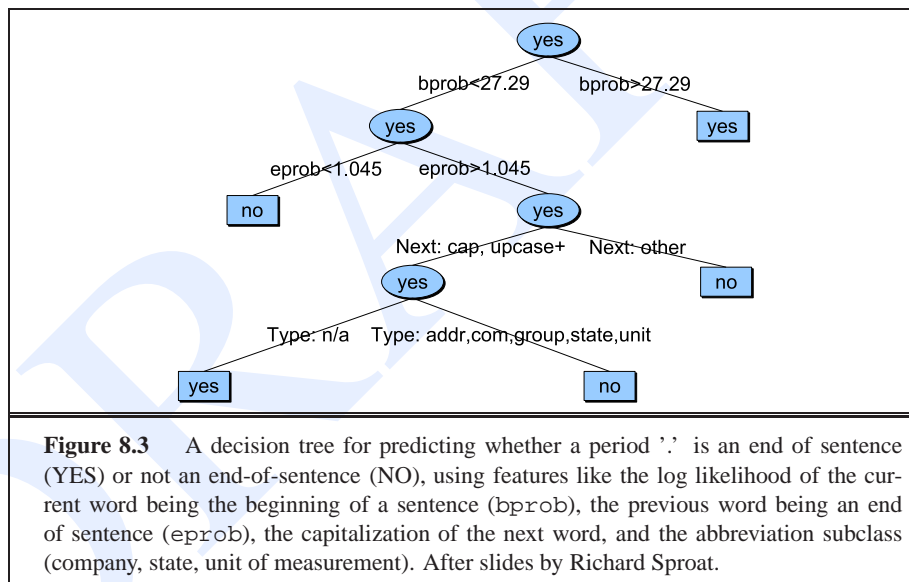 yes
bprob<27.29 bprob>27.29
yes yes
eprob<1.045 eprob>1.045
no yes
Next: cap, upcase+ Next: other
yes no
Type: n/a Type: addr,com,group,state,unit
yes no
Figure 8.3 A decision tree for predicting whether a period '.' is an end of sentence
(YES) or not an end-of-sentence (NO), using features like the log likelihood of the cur-
rent word being the beginning of a sentence (bprob), the previous word being an end
of sentence (eprob), the capitalization of the next word, and the abbreviation subclass
(company, state, unit of measurement). After slides by Richard Sproat.